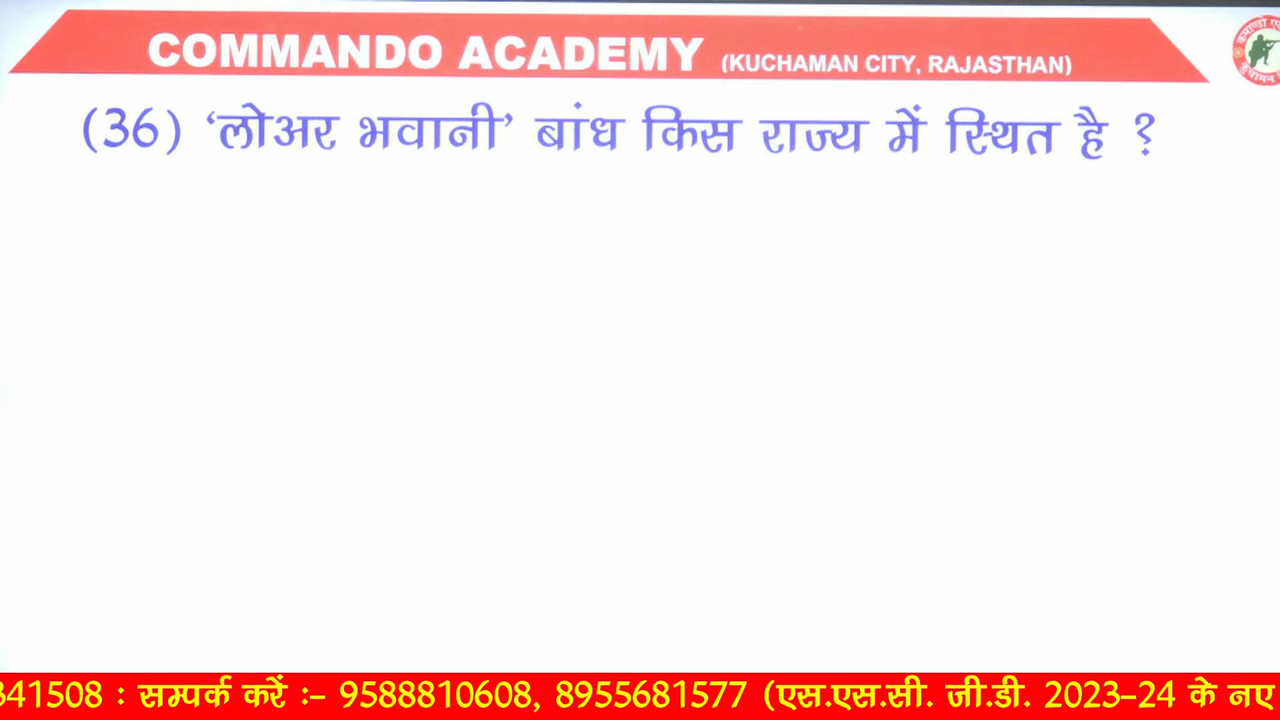 COMMANDO ACADEMY (KUCHAMAN CITY, RAJASTHAN)
(36) ‘लोअर भवानी’ बांध किस राज्य में स्थित है ?
341508 : सम्पर्क करें :- 9588810608, 8955681577 (एस.एस.सी. जी.डी. 2023-24 के नए